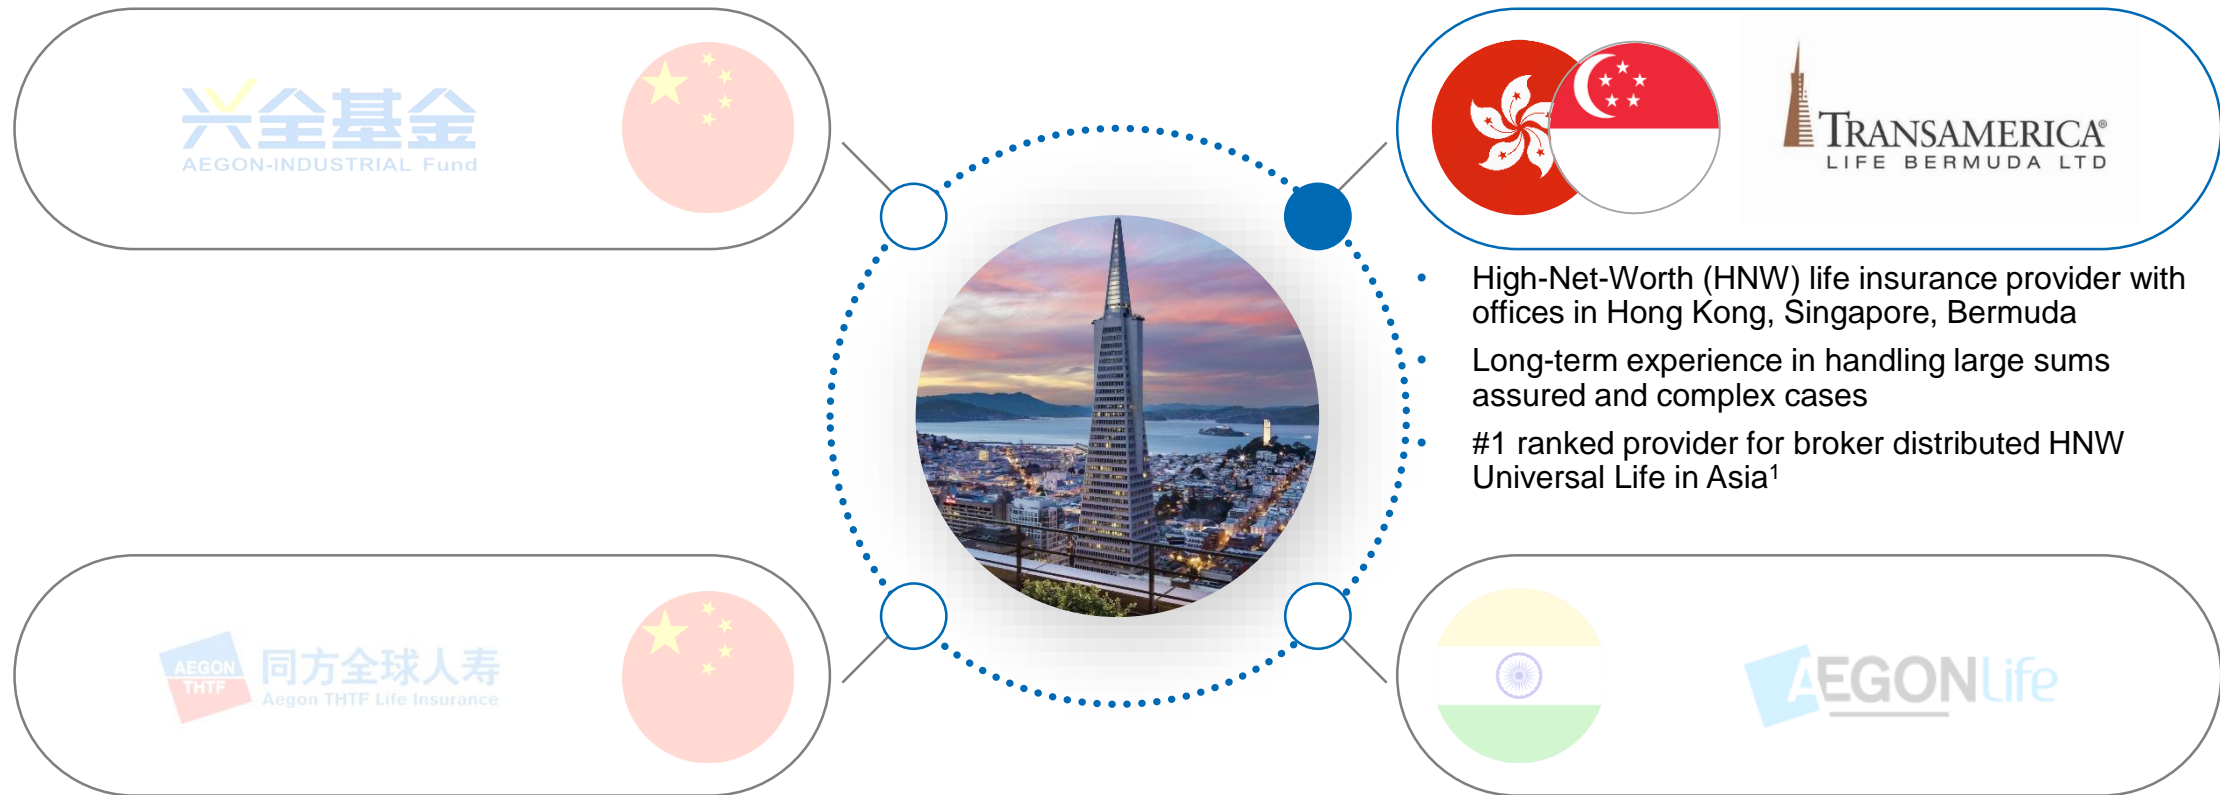 兴全基金
AEGON-INDUSTRIAL Fund
TRANSAMERICA®
LIFE BERMUDA LTD
• High-Net-Worth (HNW) life insurance provider with
offices in Hong Kong, Singapore, Bermuda
• Long-term experience in handling large sums
assured and complex cases
• #1 ranked provider for broker distributed HNW
Universal Life in Asia¹
AEGON
THTF
同方全球人寿
Aegon THTF Life Insurance
AEGONLife